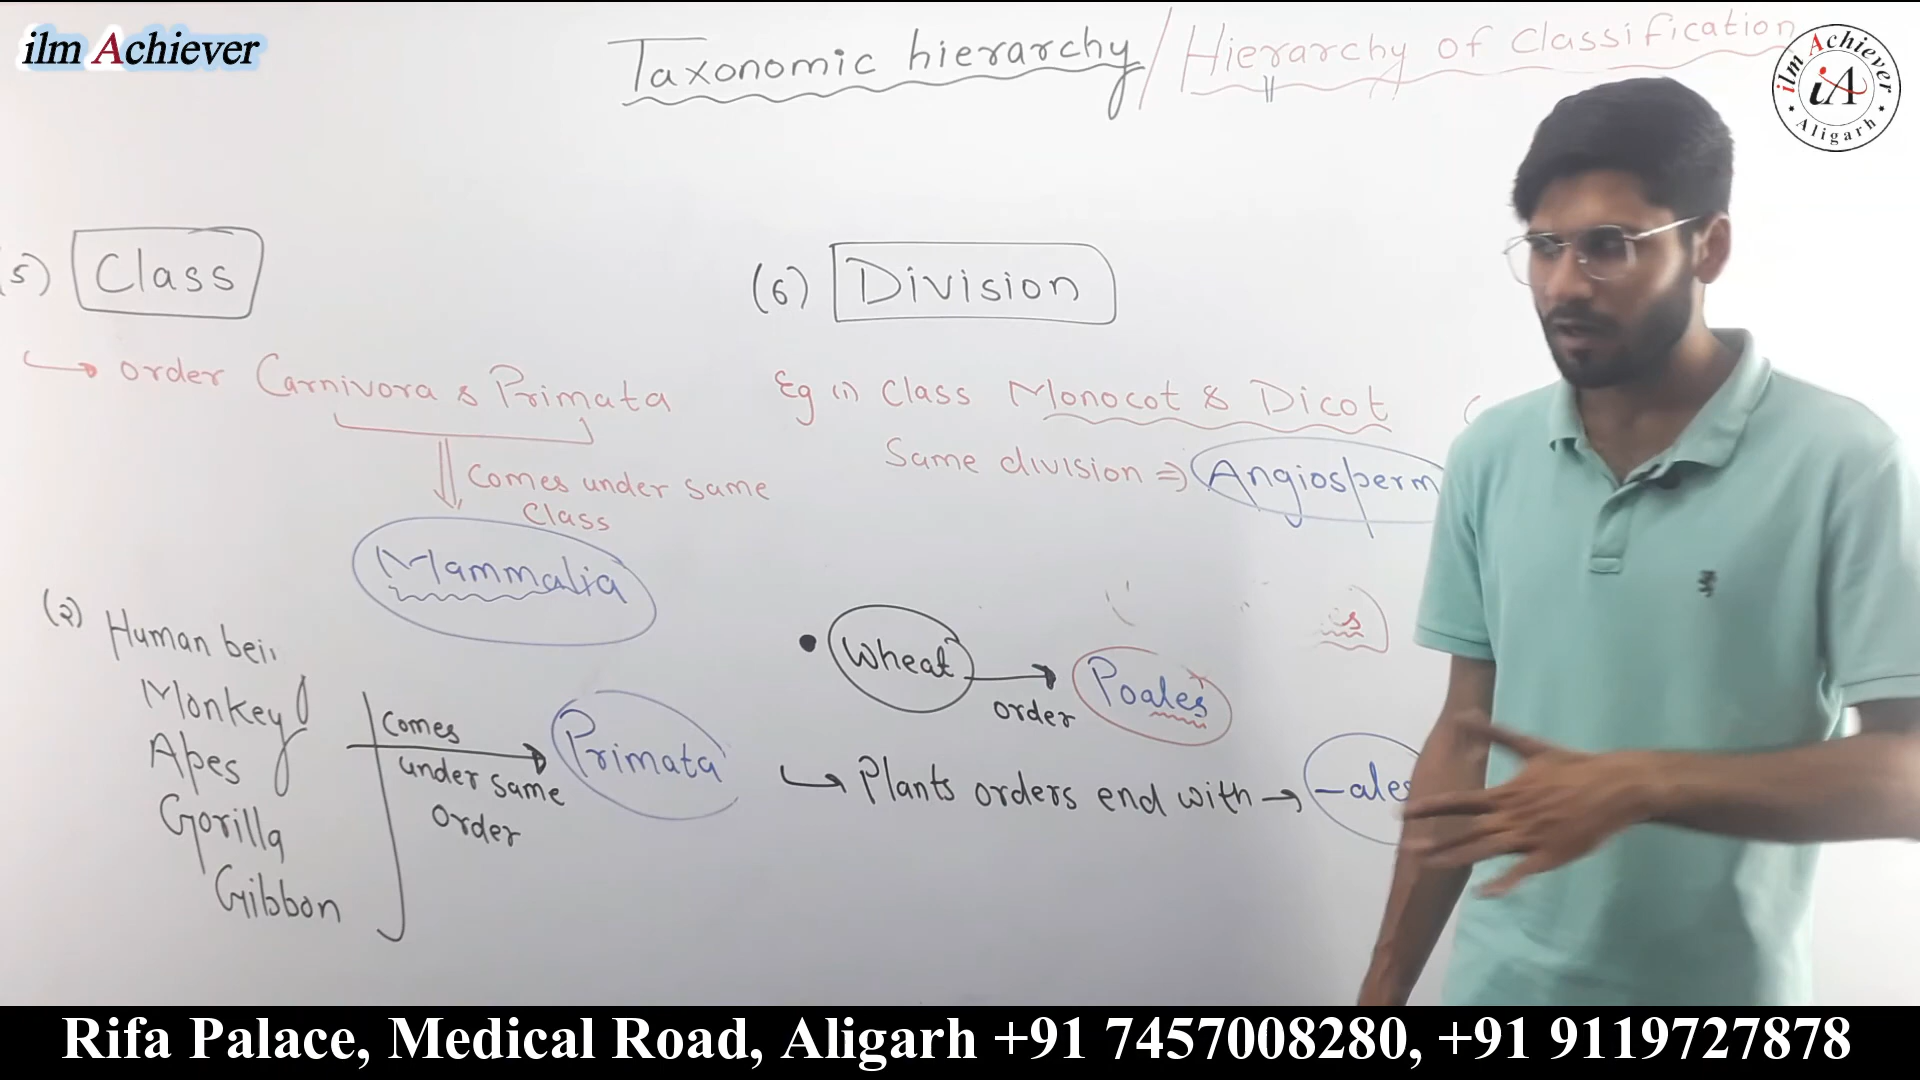 ilm Achiever
Taxonomic hierarchy / Hierarchy of Classification
ilm Achiever
iA
Aligarh
5) Class
order Carnivora & Primata
Comes under same
Class
Mammalia
(2) Human bei
Monkey
Apes
Gorilla
Gibbon
Comes
under same
order
Primata
(6) Division
Eg (1) Class Monocot & Dicot
Same division ⇒ Angiosperm
• Wheat → Poales
order
Plants orders end with → -ales
Rifa Palace, Medical Road, Aligarh +91 7457008280, +91 9119727878